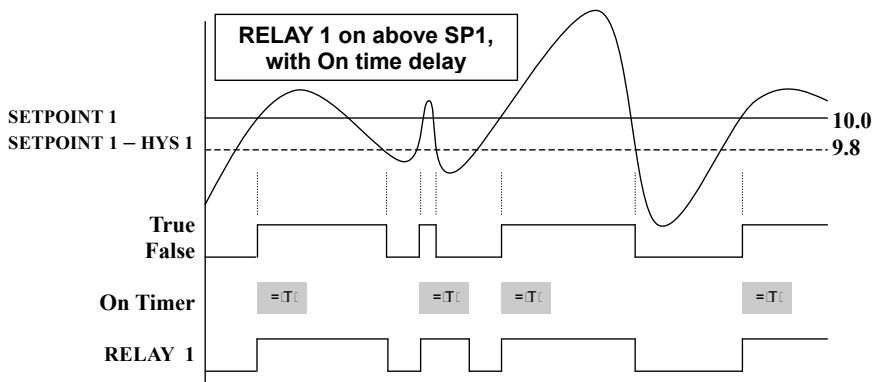 RELAY 1 on above SP1,
with On time delay
SETPOINT 1
10.0
SETPOINT 1 – HYS 1
9.8
True
False
On Timer
RELAY 1